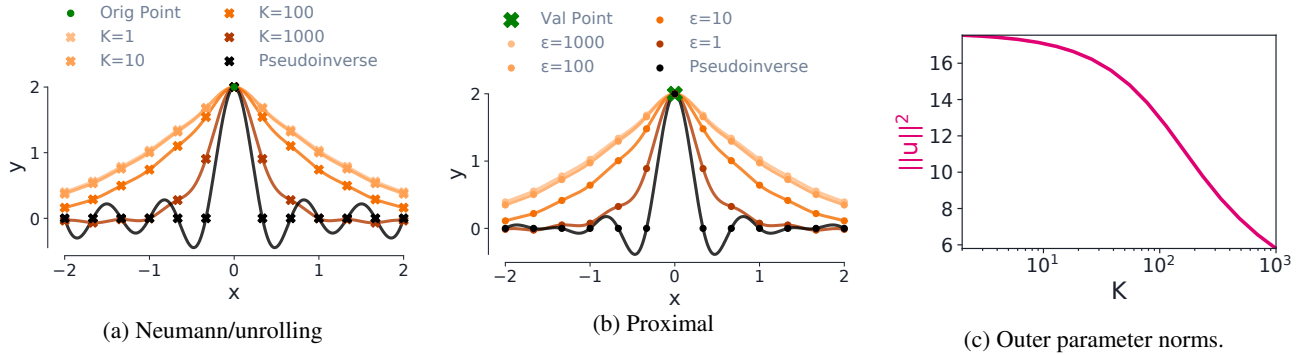 Orig Point
K=1
K=10
K=100
K=1000
Pseudoinverse
2
1
0
y
−2
−1
0
1
2
x
(a) Neumann/unrolling
Val Point
ε=1000
ε=100
ε=10
ε=1
Pseudoinverse
2
1
0
y
−2
−1
0
1
2
x
(b) Proximal
16
14
12
10
8
6
||u||²
10¹
10²
10³
K
(c) Outer parameter norms.